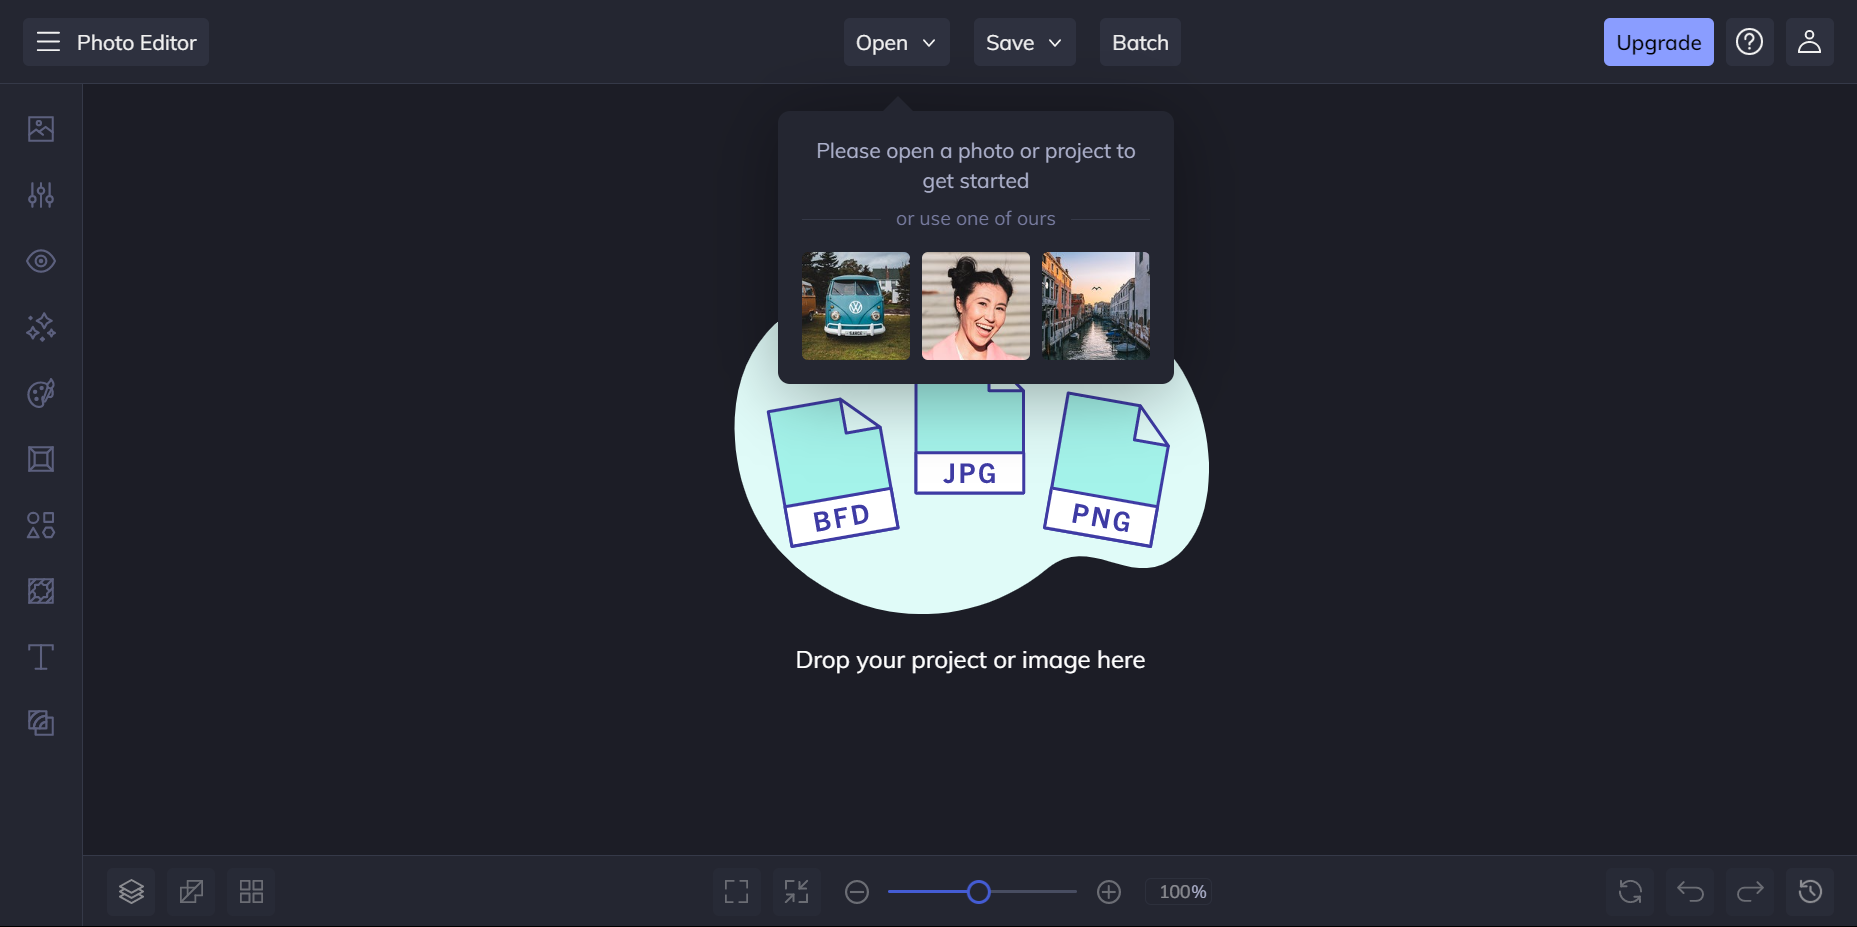 Photo Editor
Open
Save
Batch
Upgrade
Please open a photo or project to
get started
or use one of ours
BFD
JPG
PNG
Drop your project or image here
100%